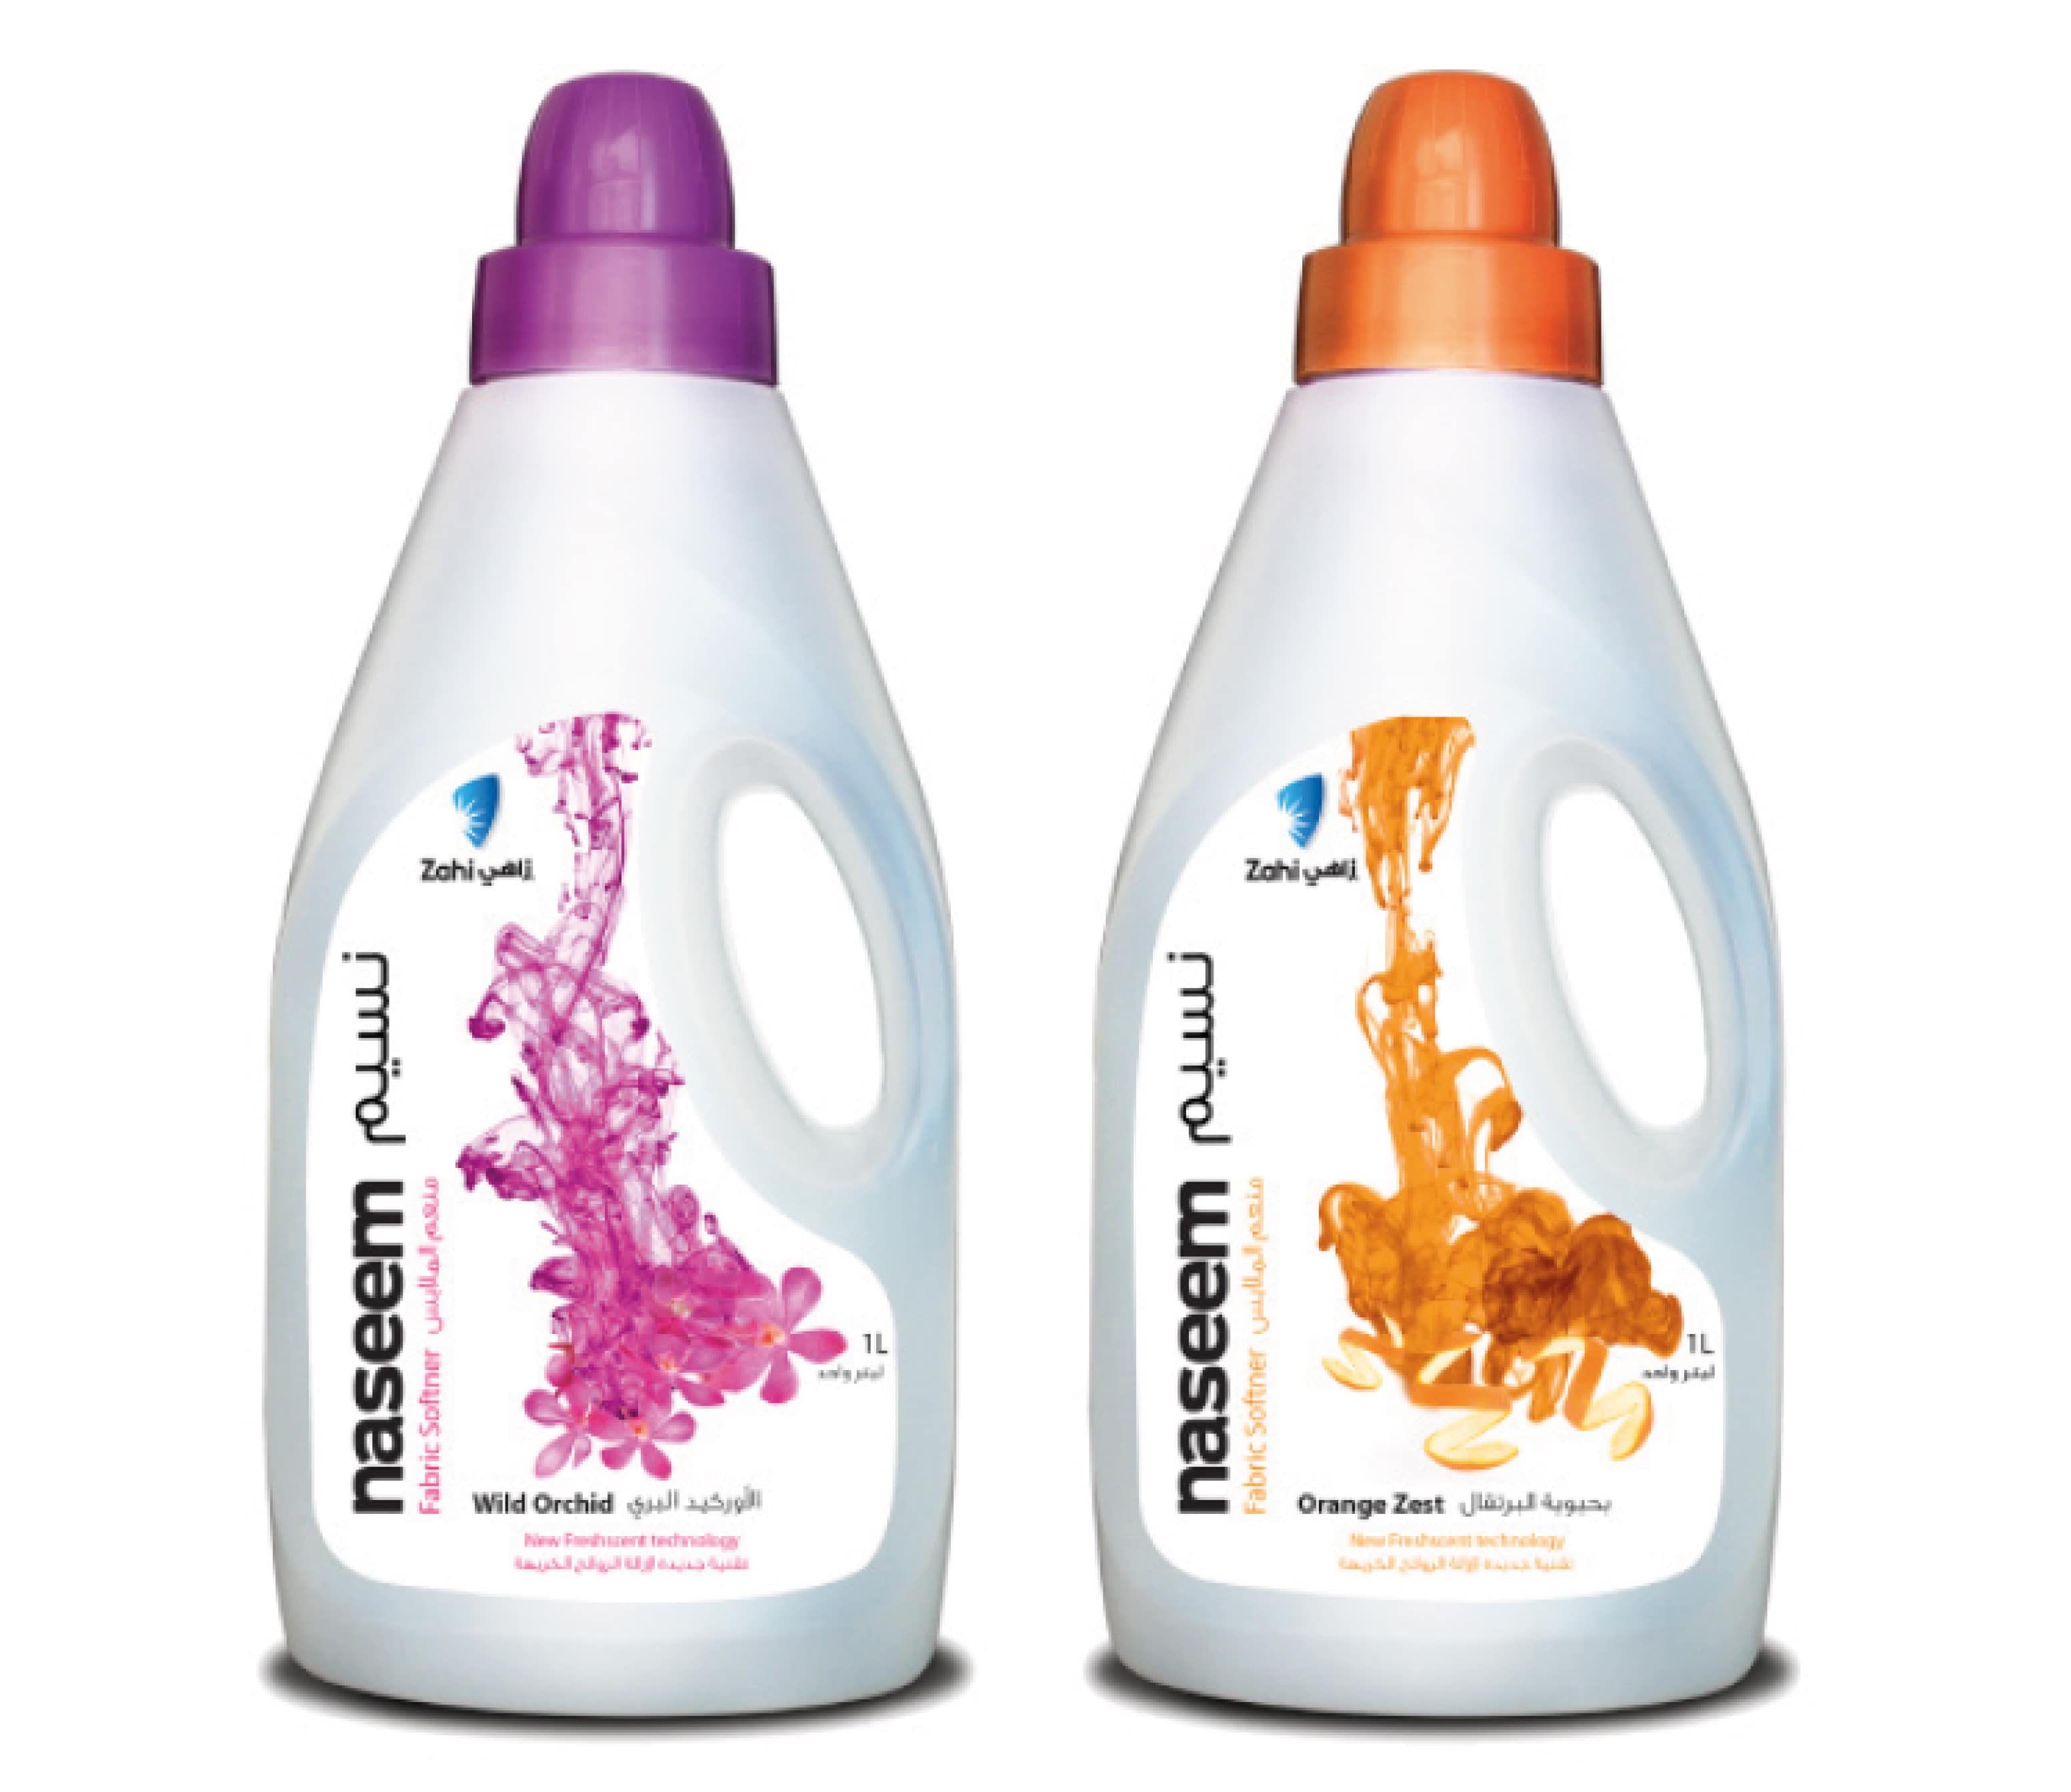 Zahi زاهي
naseem نسيم
Fabric Softner منعم الملابس
1L
ليتر واحد
Wild Orchid الأوركيد البري
New Freshscent technology
تقنية جديدة لإزالة الروائح الكريهة
Zahi زاهي
naseem نسيم
Fabric Softner منعم الملابس
1L
ليتر واحد
Orange Zest بحيوية البرتقال
New Freshscent technology
تقنية جديدة لإزالة الروائح الكريهة